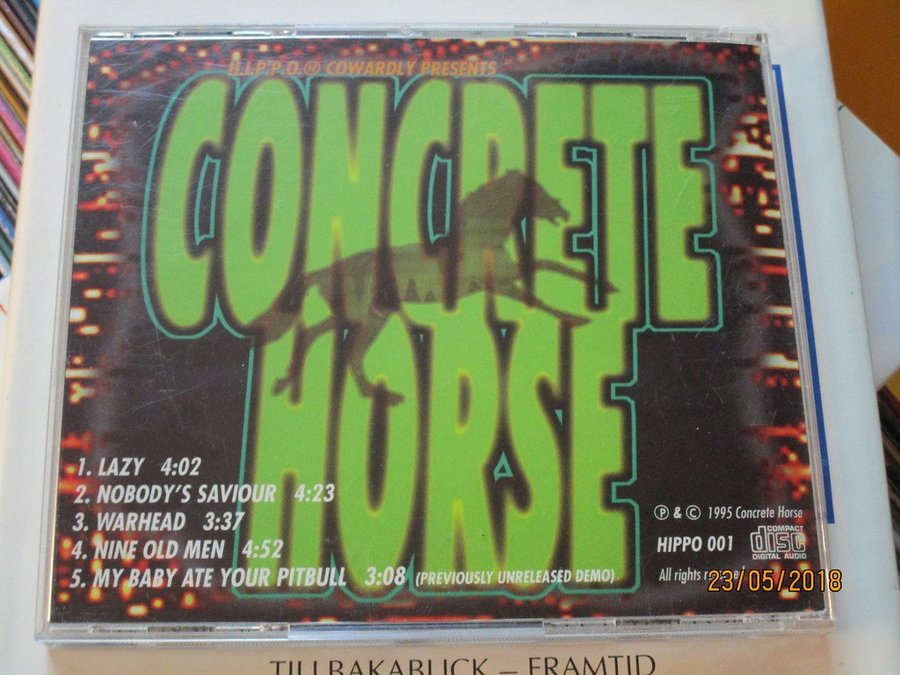 H.I.P.P.O.® COWARDLY PRESENTS
CONCRETE
HORSE
1. LAZY 4:02
2. NOBODY'S SAVIOUR 4:23
3. WARHEAD 3:37
4. NINE OLD MEN 4:52
5. MY BABY ATE YOUR PITBULL 3:08 (PREVIOUSLY UNRELEASED DEMO)
Ⓟ & © 1995 Concrete Horse
HIPPO 001
COMPACT
disc
DIGITAL AUDIO
All rights
23/05/2018
TILLBAKABLICK – FRAMTID